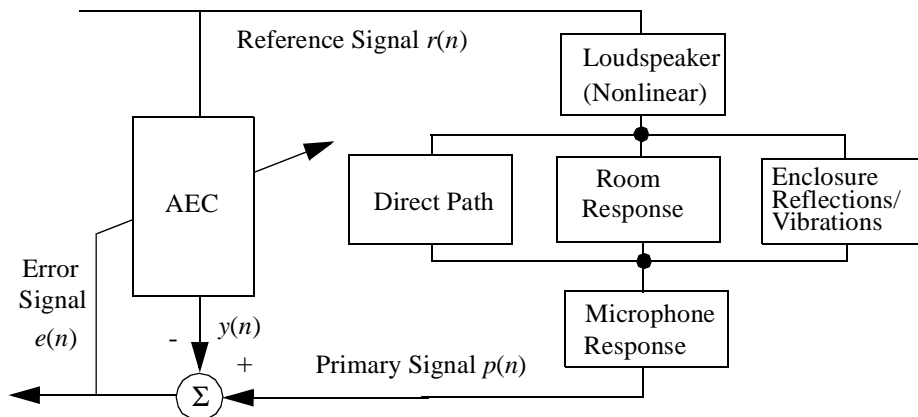 Reference Signal r(n)
Loudspeaker
(Nonlinear)
AEC
Direct Path
Room
Response
Enclosure
Reflections/
Vibrations
Error
Signal
e(n)
-
y(n)
+
Σ
Primary Signal p(n)
Microphone
Response